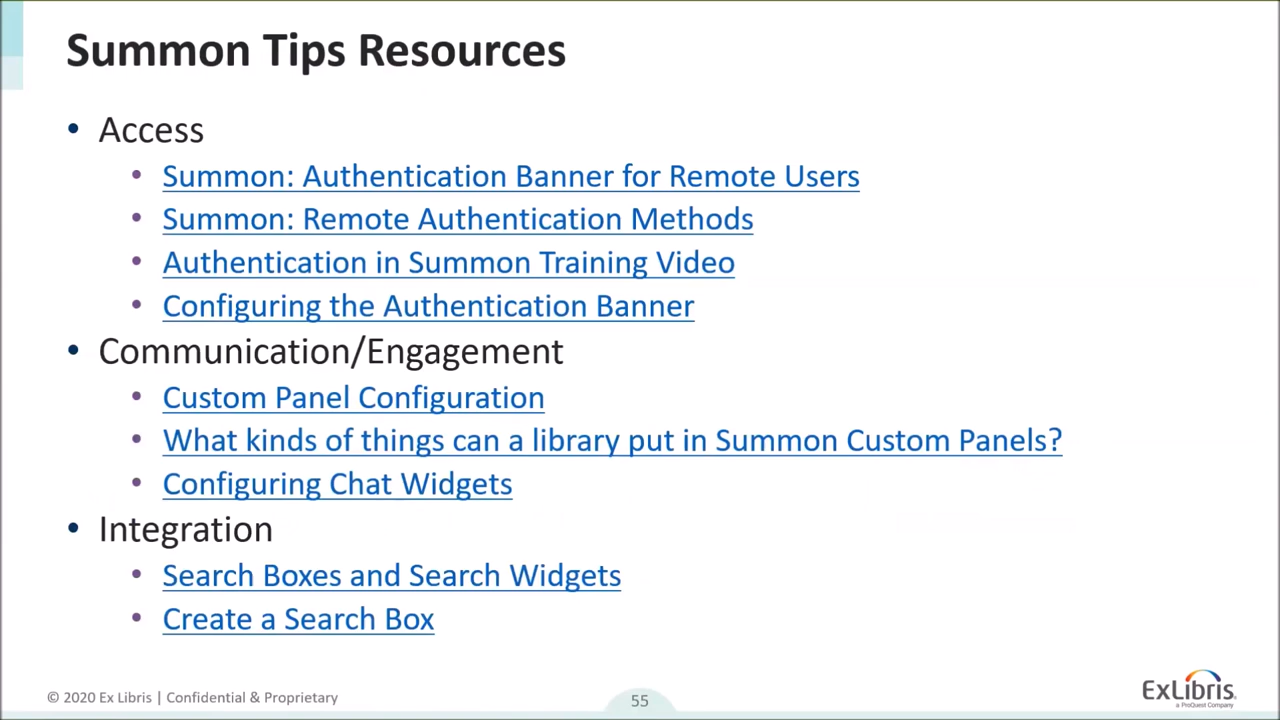 Summon Tips Resources
• Access
• Summon: Authentication Banner for Remote Users
• Summon: Remote Authentication Methods
• Authentication in Summon Training Video
• Configuring the Authentication Banner
• Communication/Engagement
• Custom Panel Configuration
• What kinds of things can a library put in Summon Custom Panels?
• Configuring Chat Widgets
• Integration
• Search Boxes and Search Widgets
• Create a Search Box
© 2020 Ex Libris | Confidential & Proprietary
55
ExLibris
a ProQuest Company